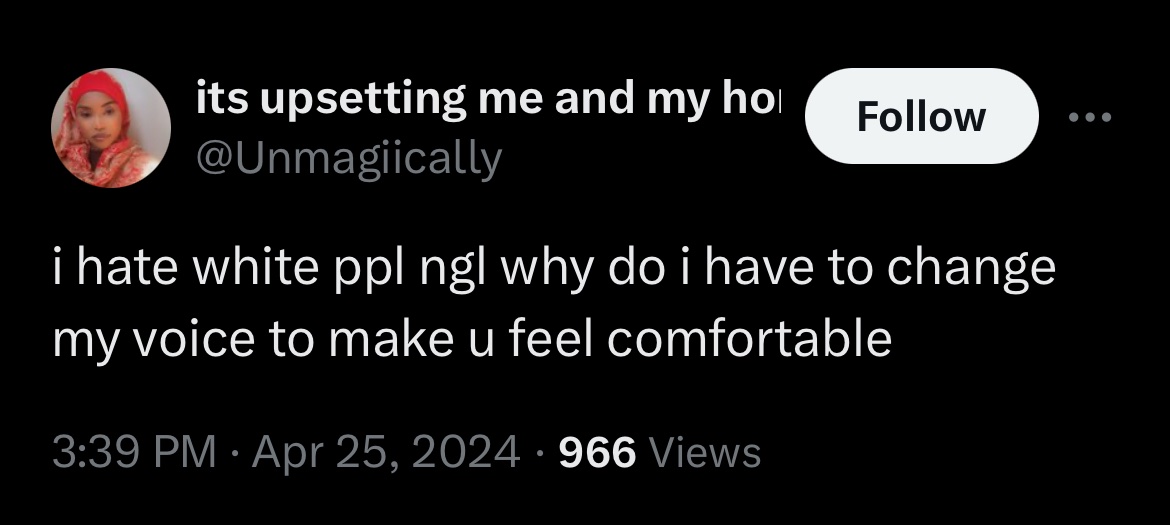 its upsetting me and my
Follow
@Unmagiically
i hate white ppl ngl why do i have to change
my voice to make u feel comfortable
3:39 PM · Apr 25, 2024 · 966 Views